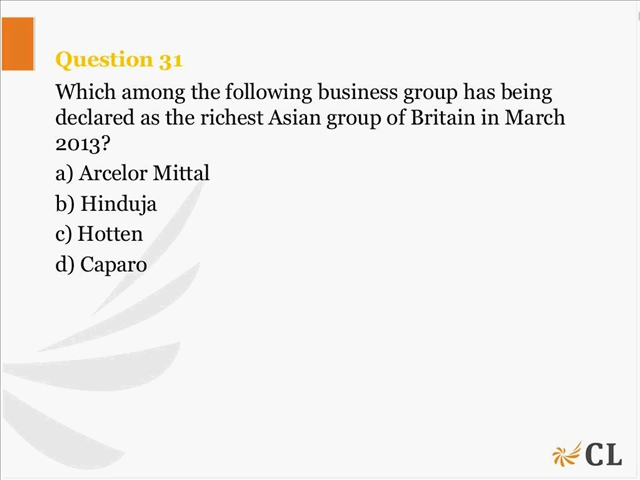 Question 31
Which among the following business group has being
declared as the richest Asian group of Britain in March
2013?
a) Arcelor Mittal
b) Hinduja
c) Hotten
d) Caparo
CL